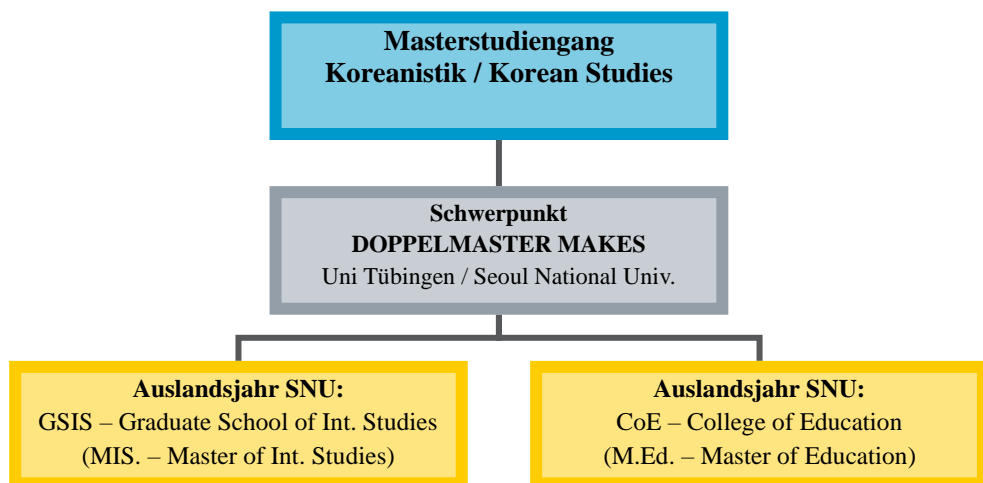 Masterstudiengang
Koreanistik / Korean Studies
Schwerpunkt
DOPPELMASTER MAKES
Uni Tübingen / Seoul National Univ.
Auslandsjahr SNU:
GSIS – Graduate School of Int. Studies
(MIS. – Master of Int. Studies)
Auslandsjahr SNU:
CoE – College of Education
(M.Ed. – Master of Education)